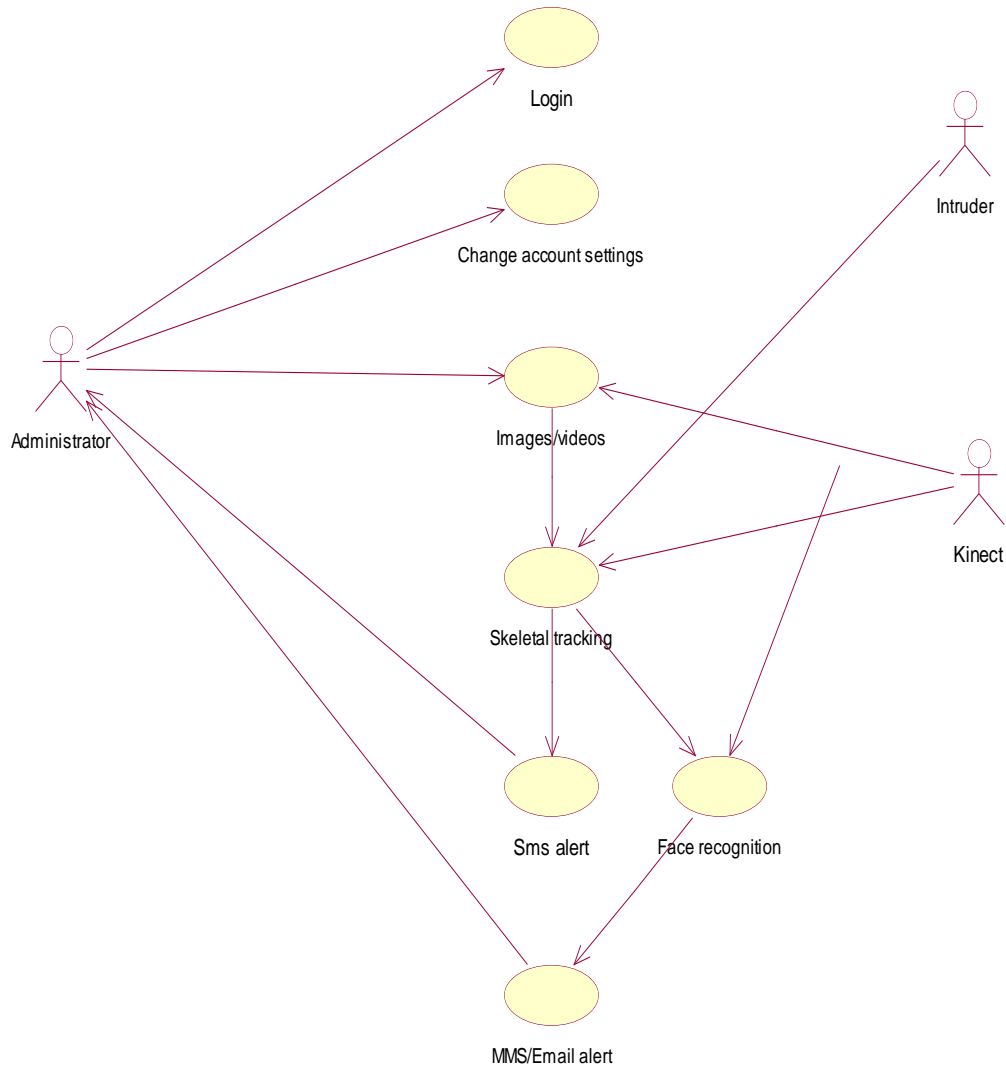 Login
Intruder
Change account settings
Administrator
Images/videos
Kinect
Skeletal tracking
Sms alert
Face recognition
MMS/Email alert